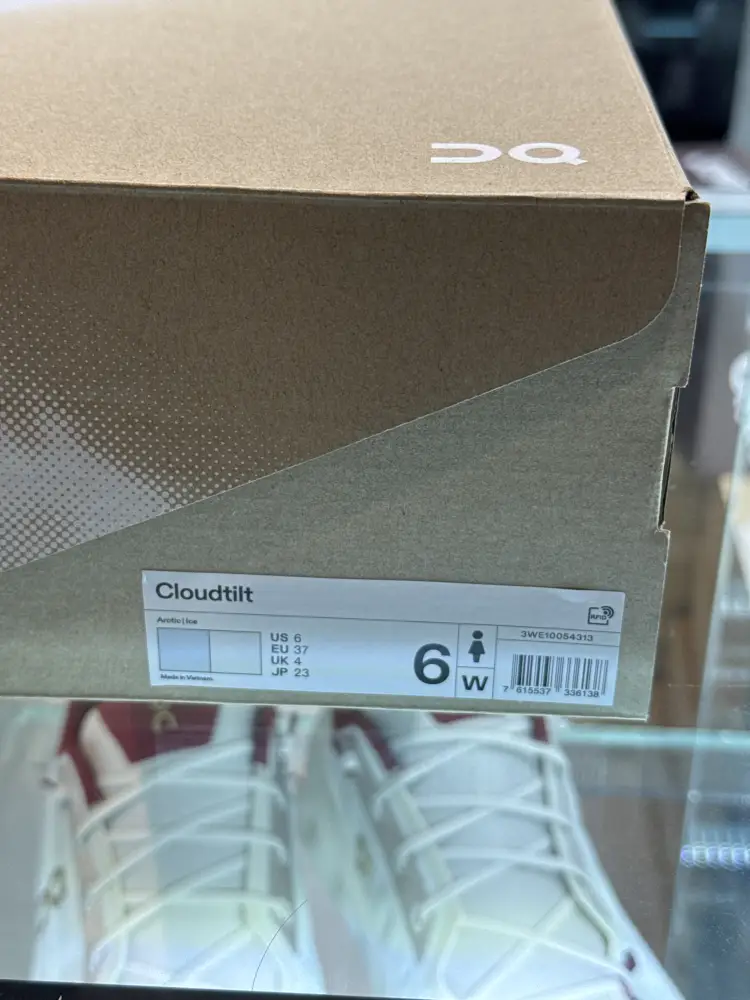 Cloudtilt
RFID
Arctic | Ice
US 6
EU 37
UK 4
JP 23
Made in Vietnam
6
W
3WE10054313
7 615537 336138